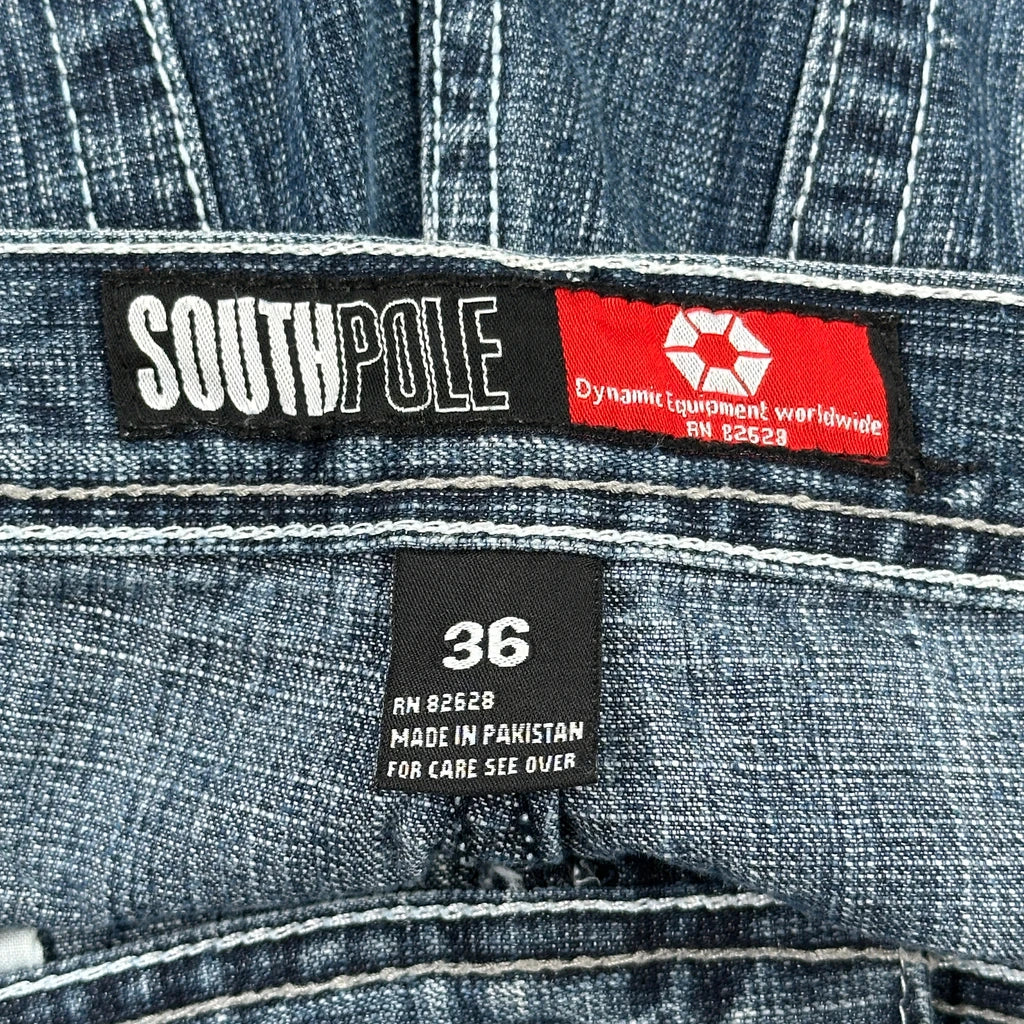 SOUTHPOLE
Dynamic Equipment worldwide
RN 82628
36
RN 82628
MADE IN PAKISTAN
FOR CARE SEE OVER